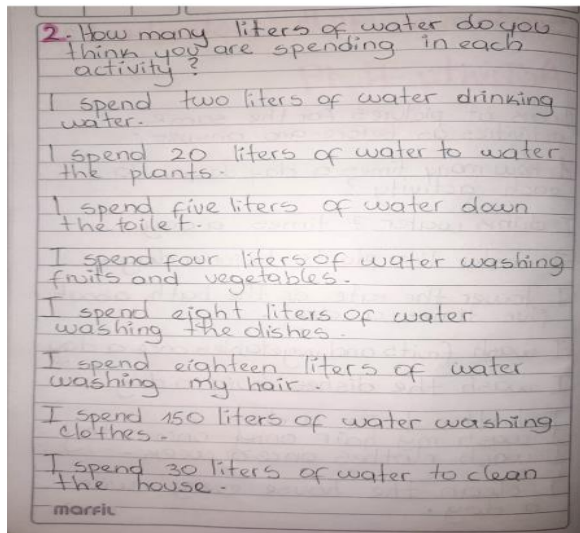 2. How many liters of water do you
think you are spending in each
activity?
I spend two liters of water drinking
water.
I spend 20 liters of water to water
the plants.
I spend five liters of water down
the toilet.
I spend four liters of water washing
fruits and vegetables.
I spend eight liters of water
washing the dishes.
I spend eighteen liters of water
washing my hair.
I spend 150 liters of water washing
clothes.
I spend 30 liters of water to clean
the house.
marfil